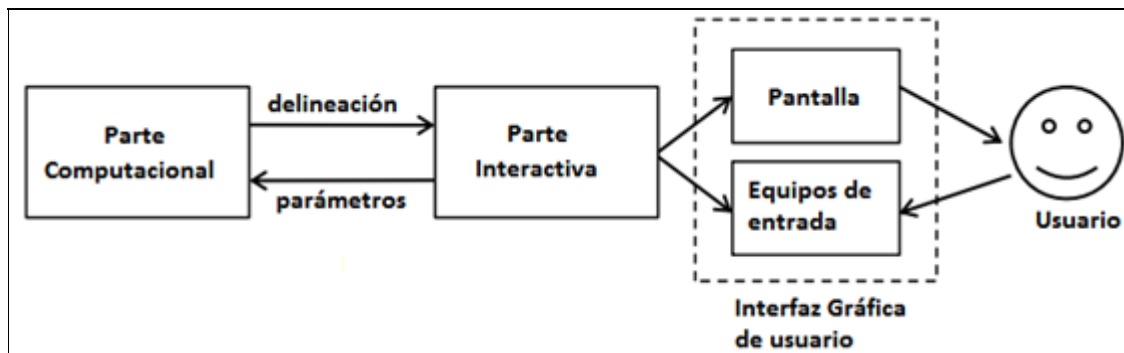 Parte
Computacional
delineación
parámetros
Parte
Interactiva
Pantalla
Equipos de
entrada
Interfaz Gráfica
de usuario
Usuario